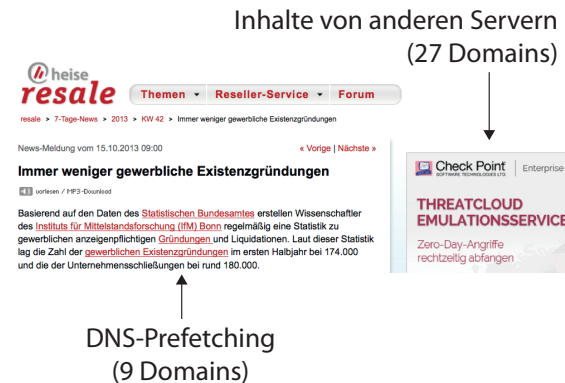 Inhalte von anderen Servern
(27 Domains)
heise
resale
Themen Reseller-Service Forum
resale > 7-Tage-News > 2013 > KW 42 > Immer weniger gewerbliche Existenzgründungen
News-Meldung vom 15.10.2013 09:00
« Vorige | Nächste »
Immer weniger gewerbliche Existenzgründungen
vorlesen / MP3-Download
Basierend auf den Daten des Statistischen Bundesamtes erstellen Wissenschaftler
des Instituts für Mittelstandsforschung (IfM) Bonn regelmäßig eine Statistik zu
gewerblichen anzeigenpflichtigen Gründungen und Liquidationen. Laut dieser Statistik
lag die Zahl der gewerblichen Existenzgründungen im ersten Halbjahr bei 174.000
und die der Unternehmensschließungen bei rund 180.000.
Check Point Enterprise
SOFTWARE TECHNOLOGIES LTD.
THREATCLOUD
EMULATIONSSERVICE
Zero-Day-Angriffe
rechtzeitig abfangen
DNS-Prefetching
(9 Domains)